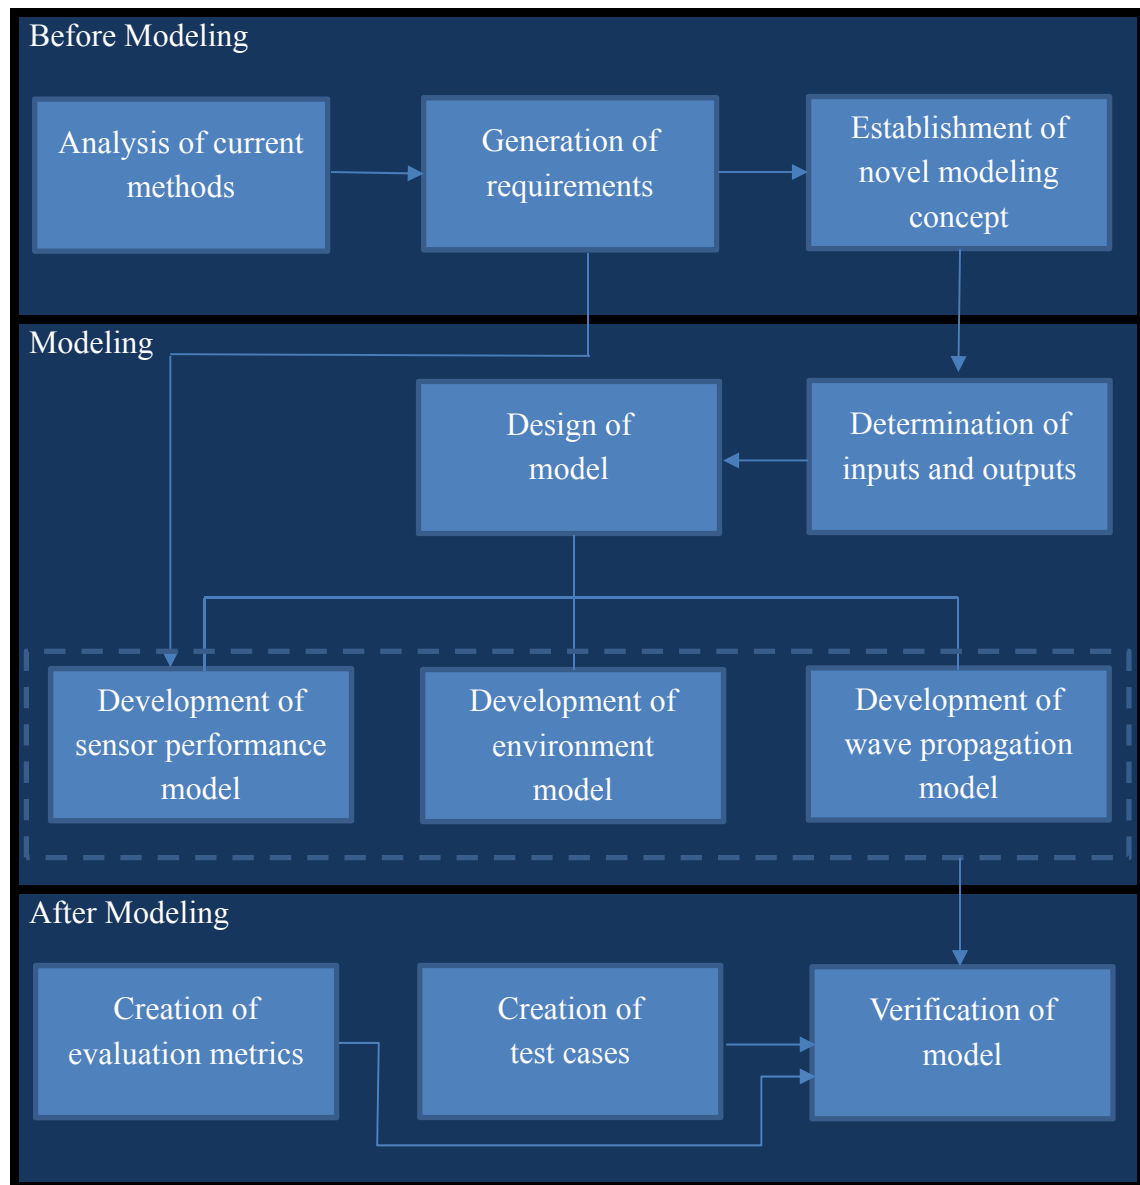 Before Modeling
Analysis of current
methods
Generation of
requirements
Establishment of
novel modeling
concept
Modeling
Design of
model
Determination of
inputs and outputs
Development of
sensor performance
model
Development of
environment
model
Development of
wave propagation
model
After Modeling
Creation of
evaluation metrics
Creation of
test cases
Verification of
model